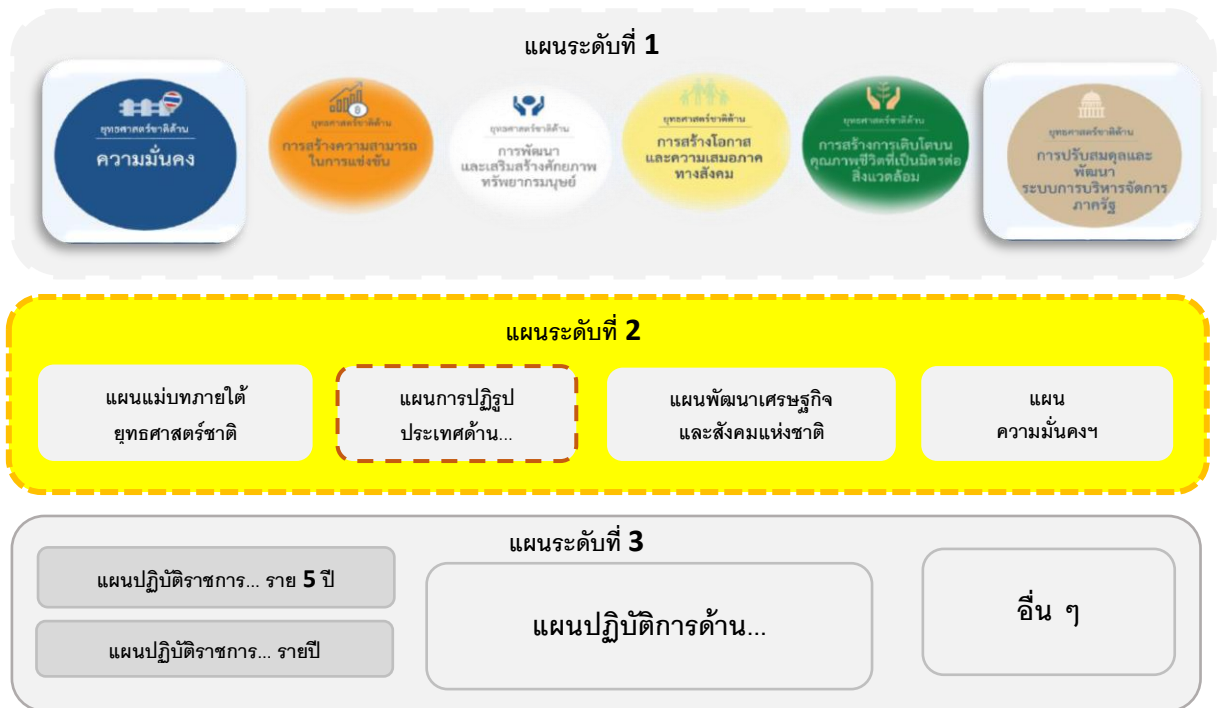 แผนระดับที่ 1
ยุทธศาสตร์ชาติด้าน
ความมั่นคง
ยุทธศาสตร์ชาติด้าน
การสร้างความสามารถ
ในการแข่งขัน
ยุทธศาสตร์ชาติด้าน
การพัฒนา
และเสริมสร้างศักยภาพ
ทรัพยากรมนุษย์
ยุทธศาสตร์ชาติด้าน
การสร้างโอกาส
และความเสมอภาค
ทางสังคม
ยุทธศาสตร์ชาติด้าน
การสร้างการเติบโตบน
คุณภาพชีวิตที่เป็นมิตรต่อ
สิ่งแวดล้อม
ยุทธศาสตร์ชาติด้าน
การปรับสมดุลและ
พัฒนา
ระบบการบริหารจัดการ
ภาครัฐ
แผนระดับที่ 2
แผนแม่บทภายใต้
ยุทธศาสตร์ชาติ
แผนการปฏิรูป
ประเทศด้าน...
แผนพัฒนาเศรษฐกิจ
และสังคมแห่งชาติ
แผน
ความมั่นคงฯ
แผนระดับที่ 3
แผนปฏิบัติราชการ... ราย 5 ปี
แผนปฏิบัติราชการ... รายปี
แผนปฏิบัติการด้าน...
อื่น ๆ